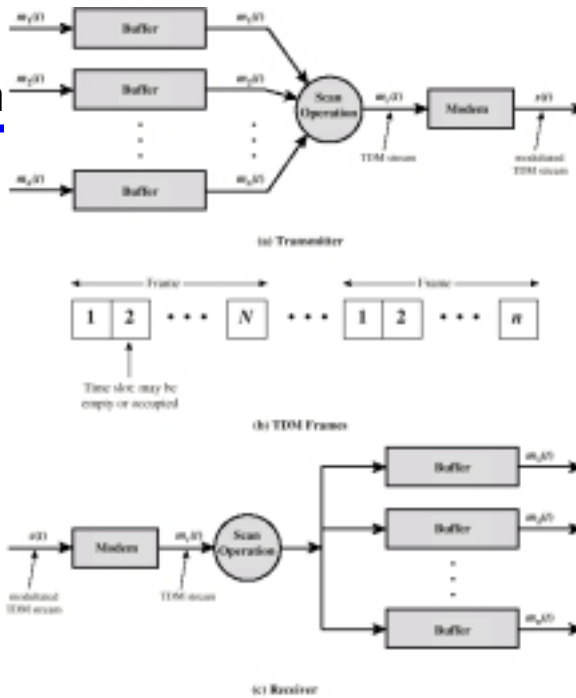 m₁(t) Buffer m₁(t)
m₂(t) Buffer m₂(t)
Scan
Operation
mc(t) Modem s(t)
TDM stream
modulated
TDM stream
mₙ(t) Buffer mₙ(t)
(a) Transmitter
Frame Frame
1 2 • • • N • • • 1 2 • • • n
Time slot: may be
empty or occupied
(b) TDM Frames
Buffer m₁(t)
s(t) Modem mc(t) Scan
Operation
Buffer m₂(t)
modulated
TDM stream
TDM stream
Buffer mₙ(t)
(c) Receiver